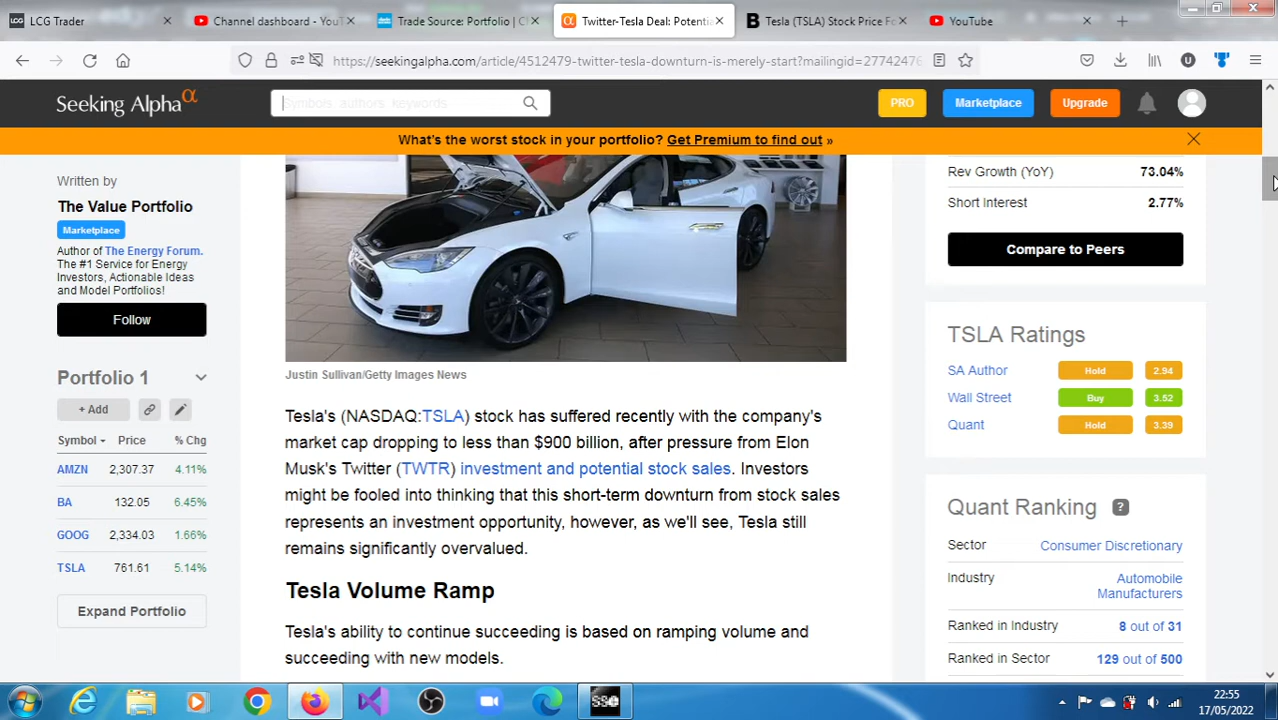 LCG Trader
Channel dashboard - YouT
Trade Source: Portfolio | C
Twitter-Tesla Deal: Potenti
Tesla (TSLA) Stock Price Fo
YouTube
https://seekingalpha.com/article/4512479-twitter-tesla-downturn-is-merely-start?mailingid=27742476
Seeking Alpha α
Symbols, authors, keywords
PRO
Marketplace
Upgrade
What's the worst stock in your portfolio? Get Premium to find out »
Written by
The Value Portfolio
Marketplace
Author of The Energy Forum.
The #1 Service for Energy
Investors, Actionable Ideas
and Model Portfolios!
Follow
Portfolio 1
+ Add
Symbol Price % Chg
AMZN 2,307.37 4.11%
BA 132.05 6.45%
GOOG 2,334.03 1.66%
TSLA 761.61 5.14%
Expand Portfolio
Justin Sullivan/Getty Images News
Tesla's (NASDAQ:TSLA) stock has suffered recently with the company's
market cap dropping to less than $900 billion, after pressure from Elon
Musk's Twitter (TWTR) investment and potential stock sales. Investors
might be fooled into thinking that this short-term downturn from stock sales
represents an investment opportunity, however, as we'll see, Tesla still
remains significantly overvalued.
Tesla Volume Ramp
Tesla's ability to continue succeeding is based on ramping volume and
succeeding with new models.
Rev Growth (YoY) 73.04%
Short Interest 2.77%
Compare to Peers
TSLA Ratings
SA Author Hold 2.94
Wall Street Buy 3.52
Quant Hold 3.39
Quant Ranking ?
Sector Consumer Discretionary
Industry Automobile
Manufacturers
Ranked in Industry 8 out of 31
Ranked in Sector 129 out of 500
22:55
17/05/2022